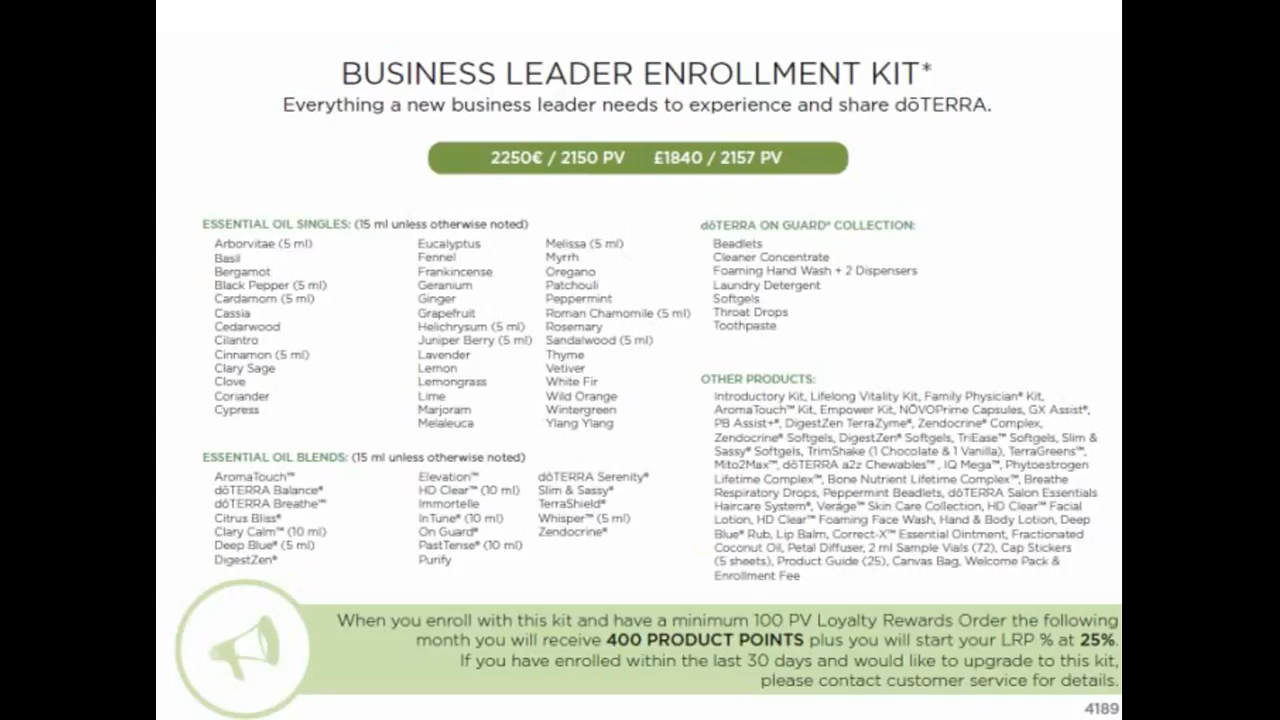 BUSINESS LEADER ENROLLMENT KIT*
Everything a new business leader needs to experience and share dōTERRA.
2250€ / 2150 PV £1840 / 2157 PV
ESSENTIAL OIL SINGLES: (15 ml unless otherwise noted)
Arborvitae (5 ml)
Basil
Bergamot
Black Pepper (5 ml)
Cardamom (5 ml)
Cassia
Cedarwood
Cilantro
Cinnamon (5 ml)
Clary Sage
Clove
Coriander
Cypress
Eucalyptus
Fennel
Frankincense
Geranium
Ginger
Grapefruit
Helichrysum (5 ml)
Juniper Berry (5 ml)
Lavender
Lemon
Lemongrass
Lime
Marjoram
Melaleuca
Melissa (5 ml)
Myrrh
Oregano
Patchouli
Peppermint
Roman Chamomile (5 ml)
Rosemary
Sandalwood (5 ml)
Thyme
Vetiver
White Fir
Wild Orange
Wintergreen
Ylang Ylang
ESSENTIAL OIL BLENDS: (15 ml unless otherwise noted)
AromaTouch™
dōTERRA Balance®
dōTERRA Breathe™
Citrus Bliss®
Clary Calm™ (10 ml)
Deep Blue® (5 ml)
DigestZen®
Elevation™
HD Clear™ (10 ml)
Immortelle
InTune® (10 ml)
On Guard®
PastTense® (10 ml)
Purify
dōTERRA Serenity®
Slim & Sassy®
TerraShield®
Whisper™ (5 ml)
Zendocrine®
dōTERRA ON GUARD® COLLECTION:
Beadlets
Cleaner Concentrate
Foaming Hand Wash + 2 Dispensers
Laundry Detergent
Softgels
Throat Drops
Toothpaste
OTHER PRODUCTS:
Introductory Kit, Lifelong Vitality Kit, Family Physician® Kit,
AromaTouch™ Kit, Empower Kit, NŌVOPrime Capsules, GX Assist®,
PB Assist+®, DigestZen TerraZyme®, Zendocrine® Complex,
Zendocrine® Softgels, DigestZen® Softgels, TriEase™ Softgels, Slim &
Sassy® Softgels, TrimShake (1 Chocolate & 1 Vanilla), TerraGreens™,
Mito2Max™, dōTERRA a2z Chewables™, IQ Mega™, Phytoestrogen
Lifetime Complex™, Bone Nutrient Lifetime Complex™, Breathe
Respiratory Drops, Peppermint Beadlets, dōTERRA Salon Essentials
Haircare System®, Veráge™ Skin Care Collection, HD Clear™ Facial
Lotion, HD Clear™ Foaming Face Wash, Hand & Body Lotion, Deep
Blue® Rub, Lip Balm, Correct-X™ Essential Ointment, Fractionated
Coconut Oil, Petal Diffuser, 2 ml Sample Vials (72), Cap Stickers
(5 sheets), Product Guide (25), Canvas Bag, Welcome Pack &
Enrollment Fee
When you enroll with this kit and have a minimum 100 PV Loyalty Rewards Order the following
month you will receive 400 PRODUCT POINTS plus you will start your LRP % at 25%.
If you have enrolled within the last 30 days and would like to upgrade to this kit,
please contact customer service for details.
4189